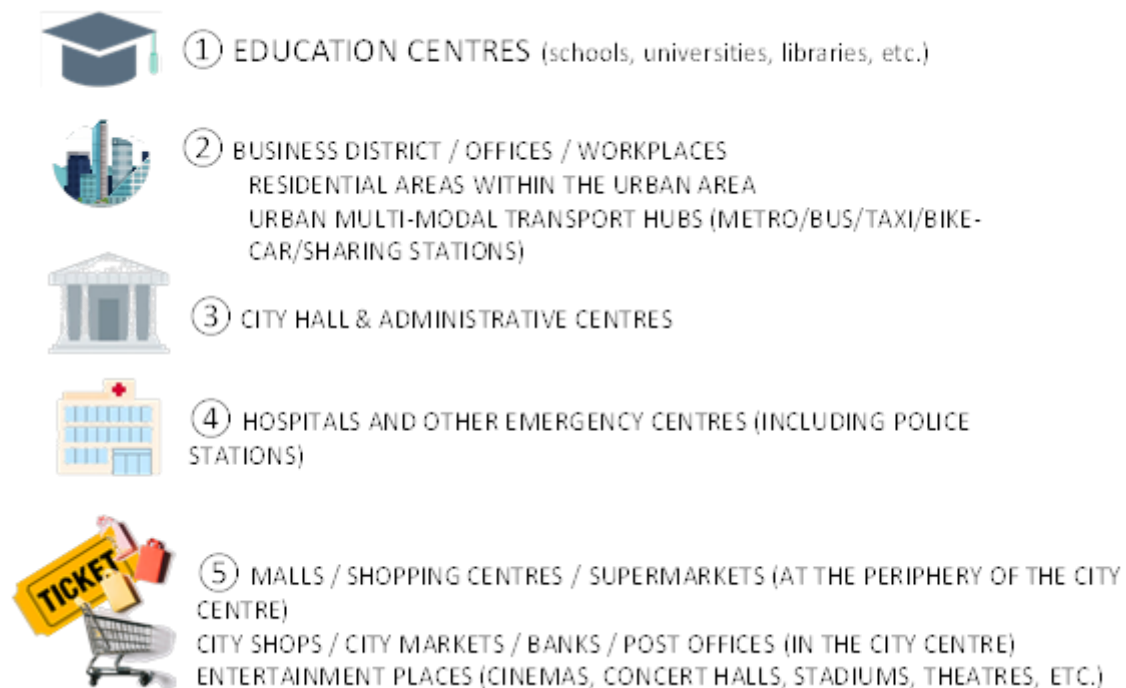 ① EDUCATION CENTRES (schools, universities, libraries, etc.)
② BUSINESS DISTRICT / OFFICES / WORKPLACES
RESIDENTIAL AREAS WITHIN THE URBAN AREA
URBAN MULTI-MODAL TRANSPORT HUBS (METRO/BUS/TAXI/BIKE-
CAR/SHARING STATIONS)
③ CITY HALL & ADMINISTRATIVE CENTRES
④ HOSPITALS AND OTHER EMERGENCY CENTRES (INCLUDING POLICE
STATIONS)
TICKET
⑤ MALLS / SHOPPING CENTRES / SUPERMARKETS (AT THE PERIPHERY OF THE CITY
CENTRE)
CITY SHOPS / CITY MARKETS / BANKS / POST OFFICES (IN THE CITY CENTRE)
ENTERTAINMENT PLACES (CINEMAS, CONCERT HALLS, STADIUMS, THEATRES, ETC.)